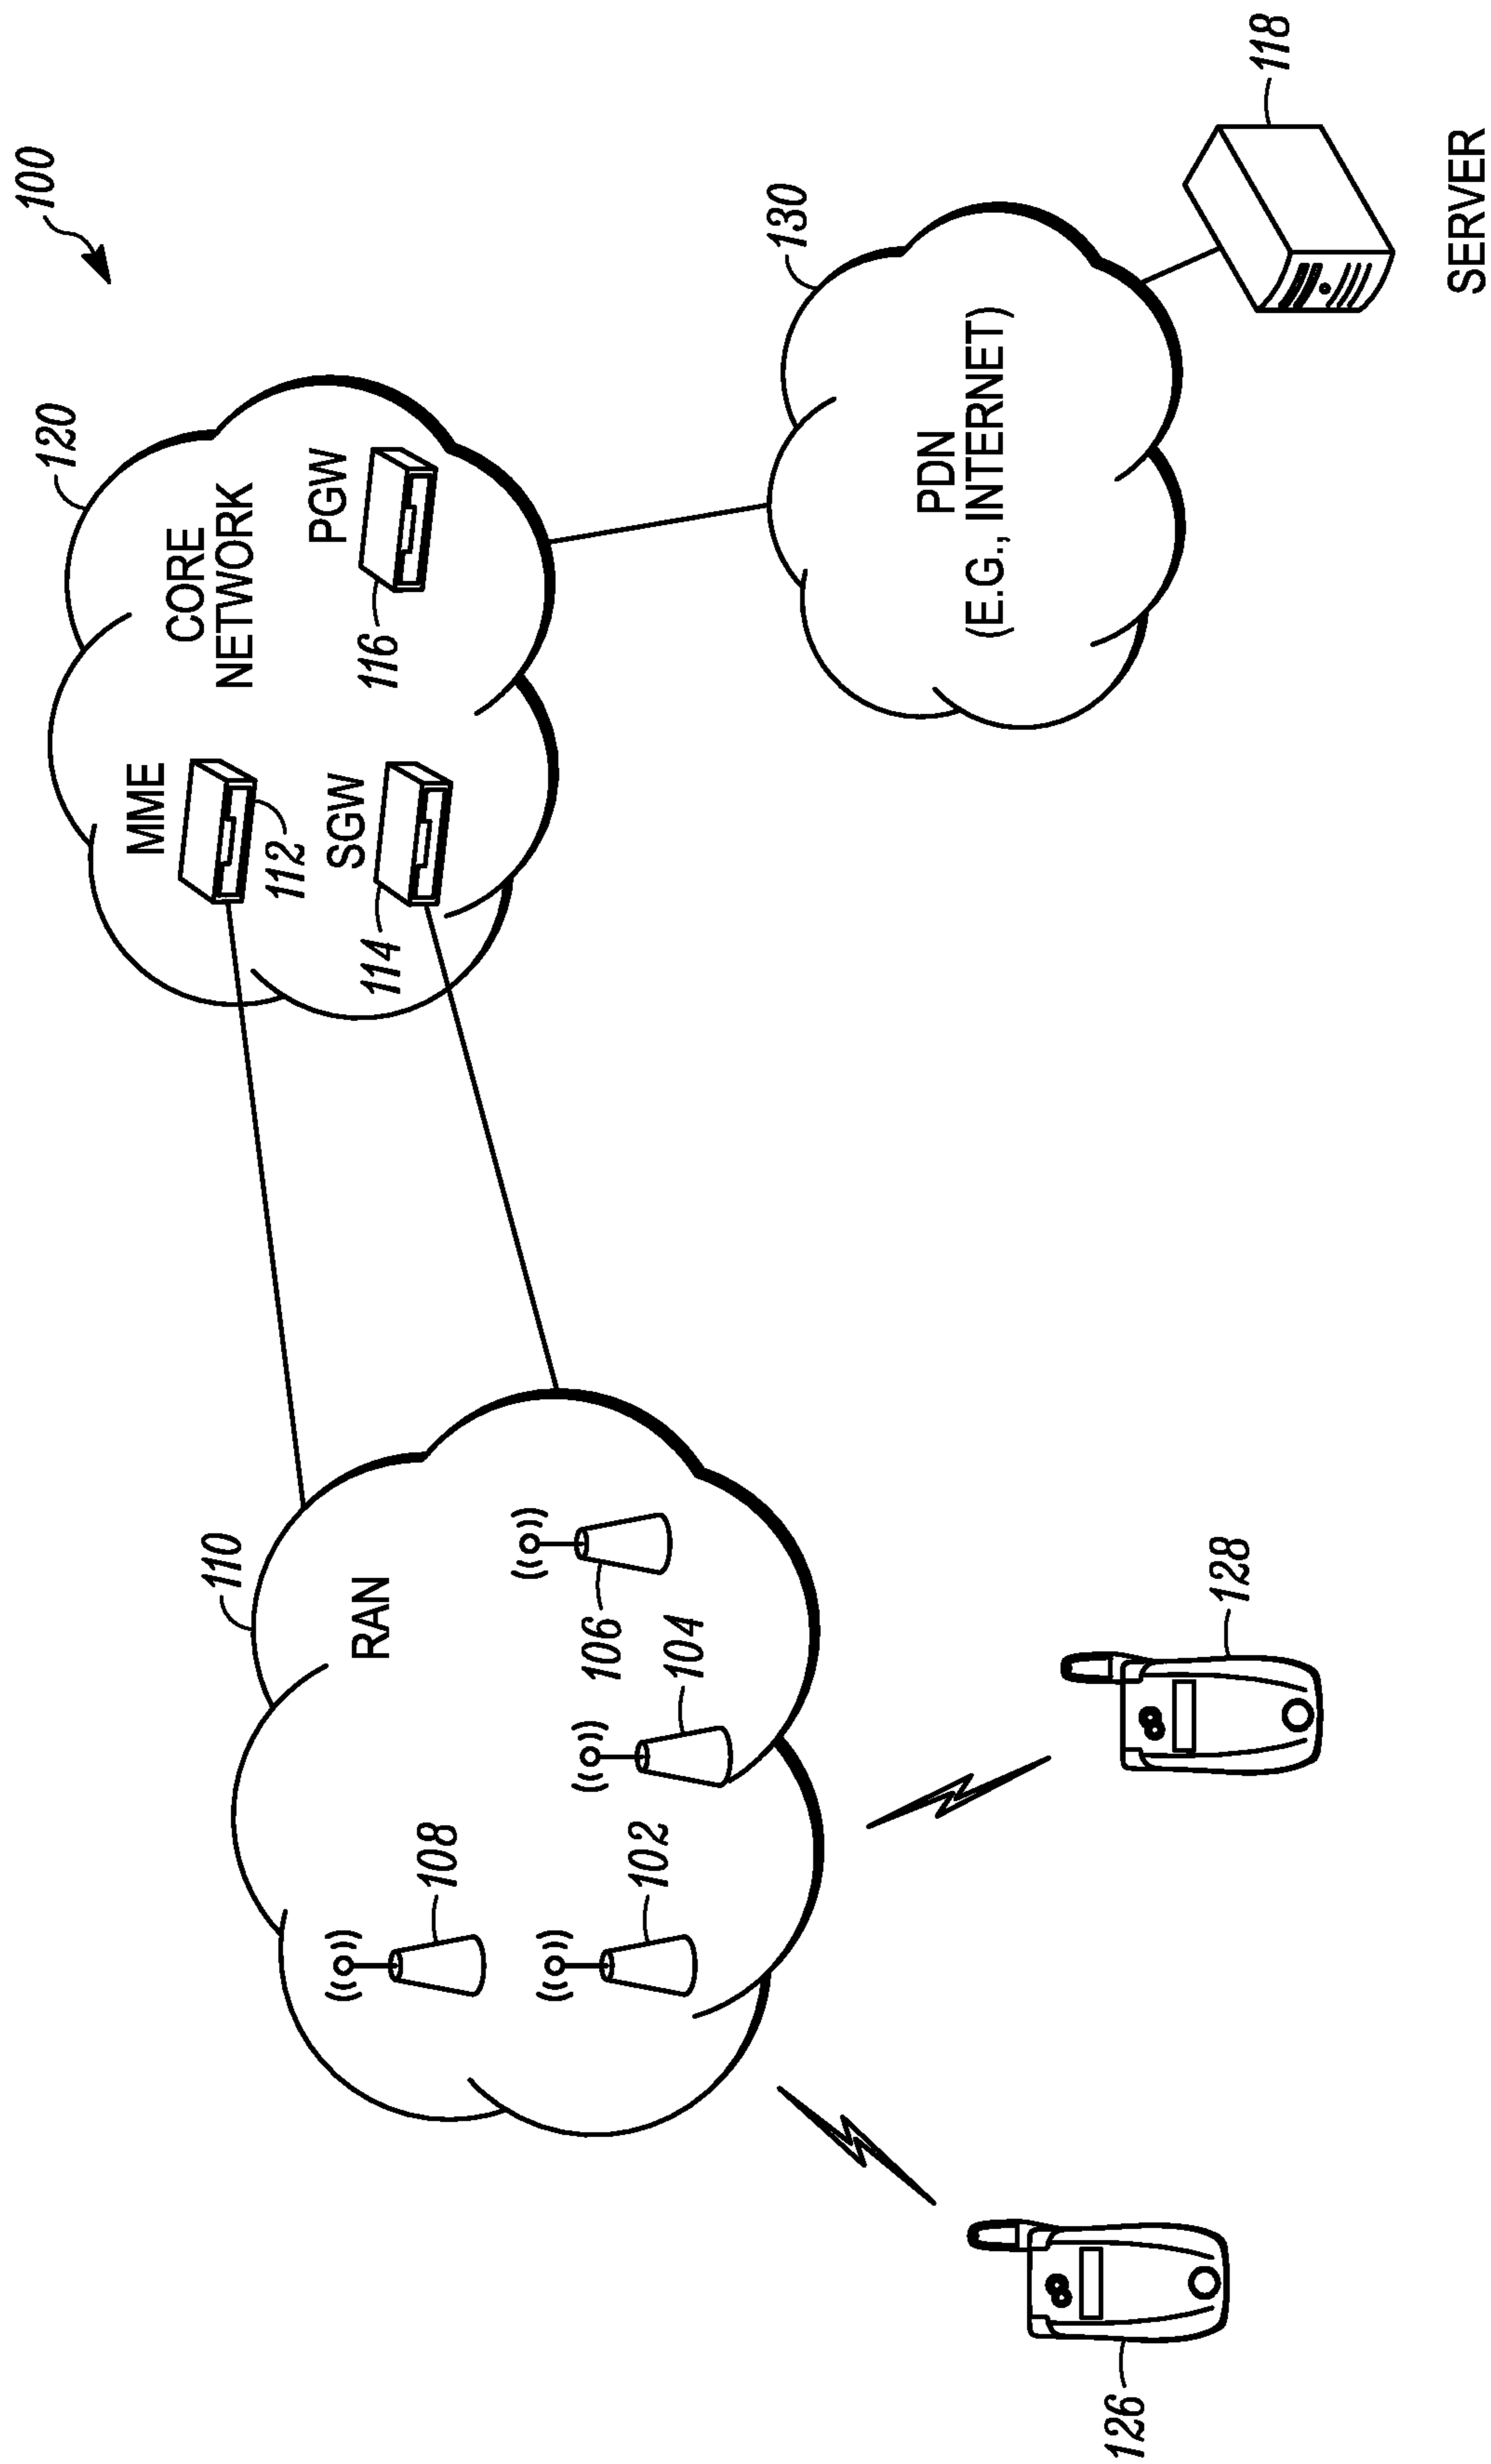 100
120
CORE
NETWORK
MME
112
SGW
114
PGW
116
130
PDN
(E.G., INTERNET)
118
SERVER
110
RAN
108
102
104
106
126
128